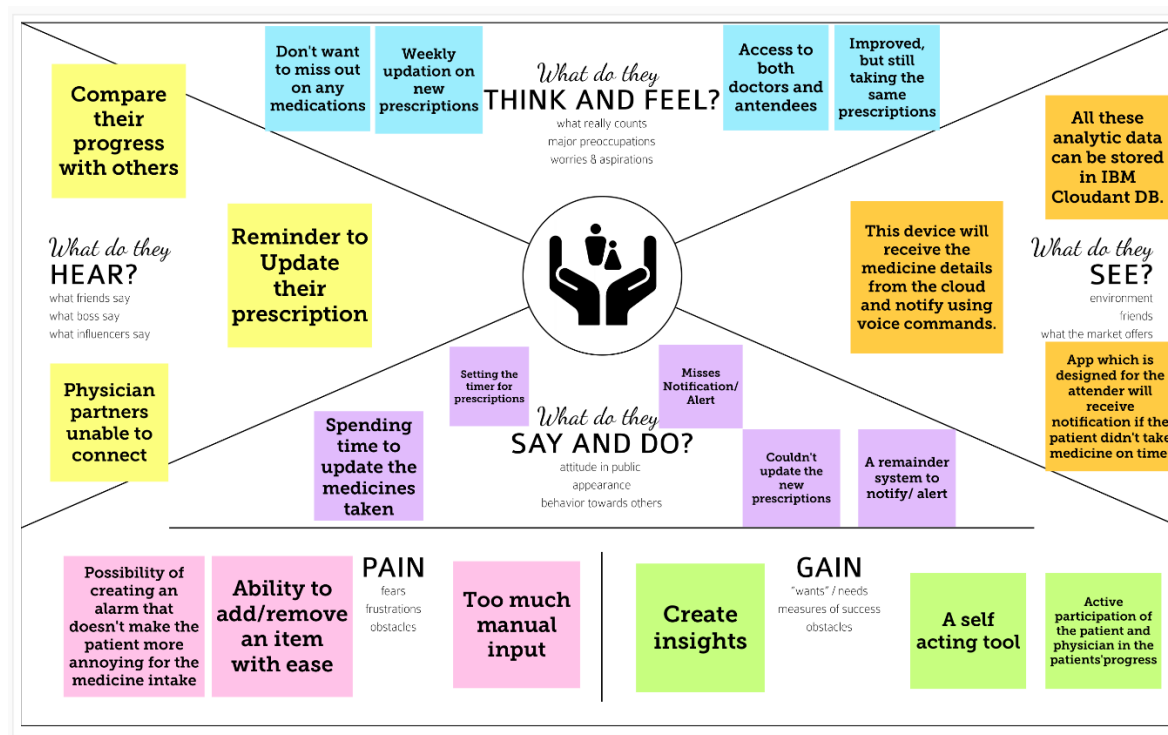 Don't want
to miss out
on any
medications
Weekly
updation on
new
prescriptions
What do they
THINK AND FEEL?
what really counts
major preoccupations
worries & aspirations
Access to
both
doctors and
antendees
Improved,
but still
taking the
same
prescriptions
Compare
their
progress
with others
Reminder to
Update
their
prescription
What do they
HEAR?
what friends say
what boss say
what influencers say
Physician
partners
unable to
connect
All these
analytic data
can be stored
in IBM
Cloudant DB.
This device will
receive the
medicine details
from the cloud
and notify using
voice commands.
What do they
SEE?
environment
friends
what the market offers
App which is
designed for the
attender will
receive
notification if the
patient didn't take
medicine on time
Setting the
timer for
prescriptions
Misses
Notification/
Alert
Spending
time to
update the
medicines
taken
What do they
SAY AND DO?
attitude in public
appearance
behavior towards others
Couldn't
update the
new
prescriptions
A remainder
system to
notify/ alert
Possibility of
creating an
alarm that
doesn't make the
patient more
annoying for the
medicine intake
Ability to
add/remove
an item
with ease
PAIN
fears
frustrations
obstacles
Too much
manual
input
Create
insights
GAIN
"wants" / needs
measures of success
obstacles
A self
acting tool
Active
participation of
the patient and
physician in the
patients'progress